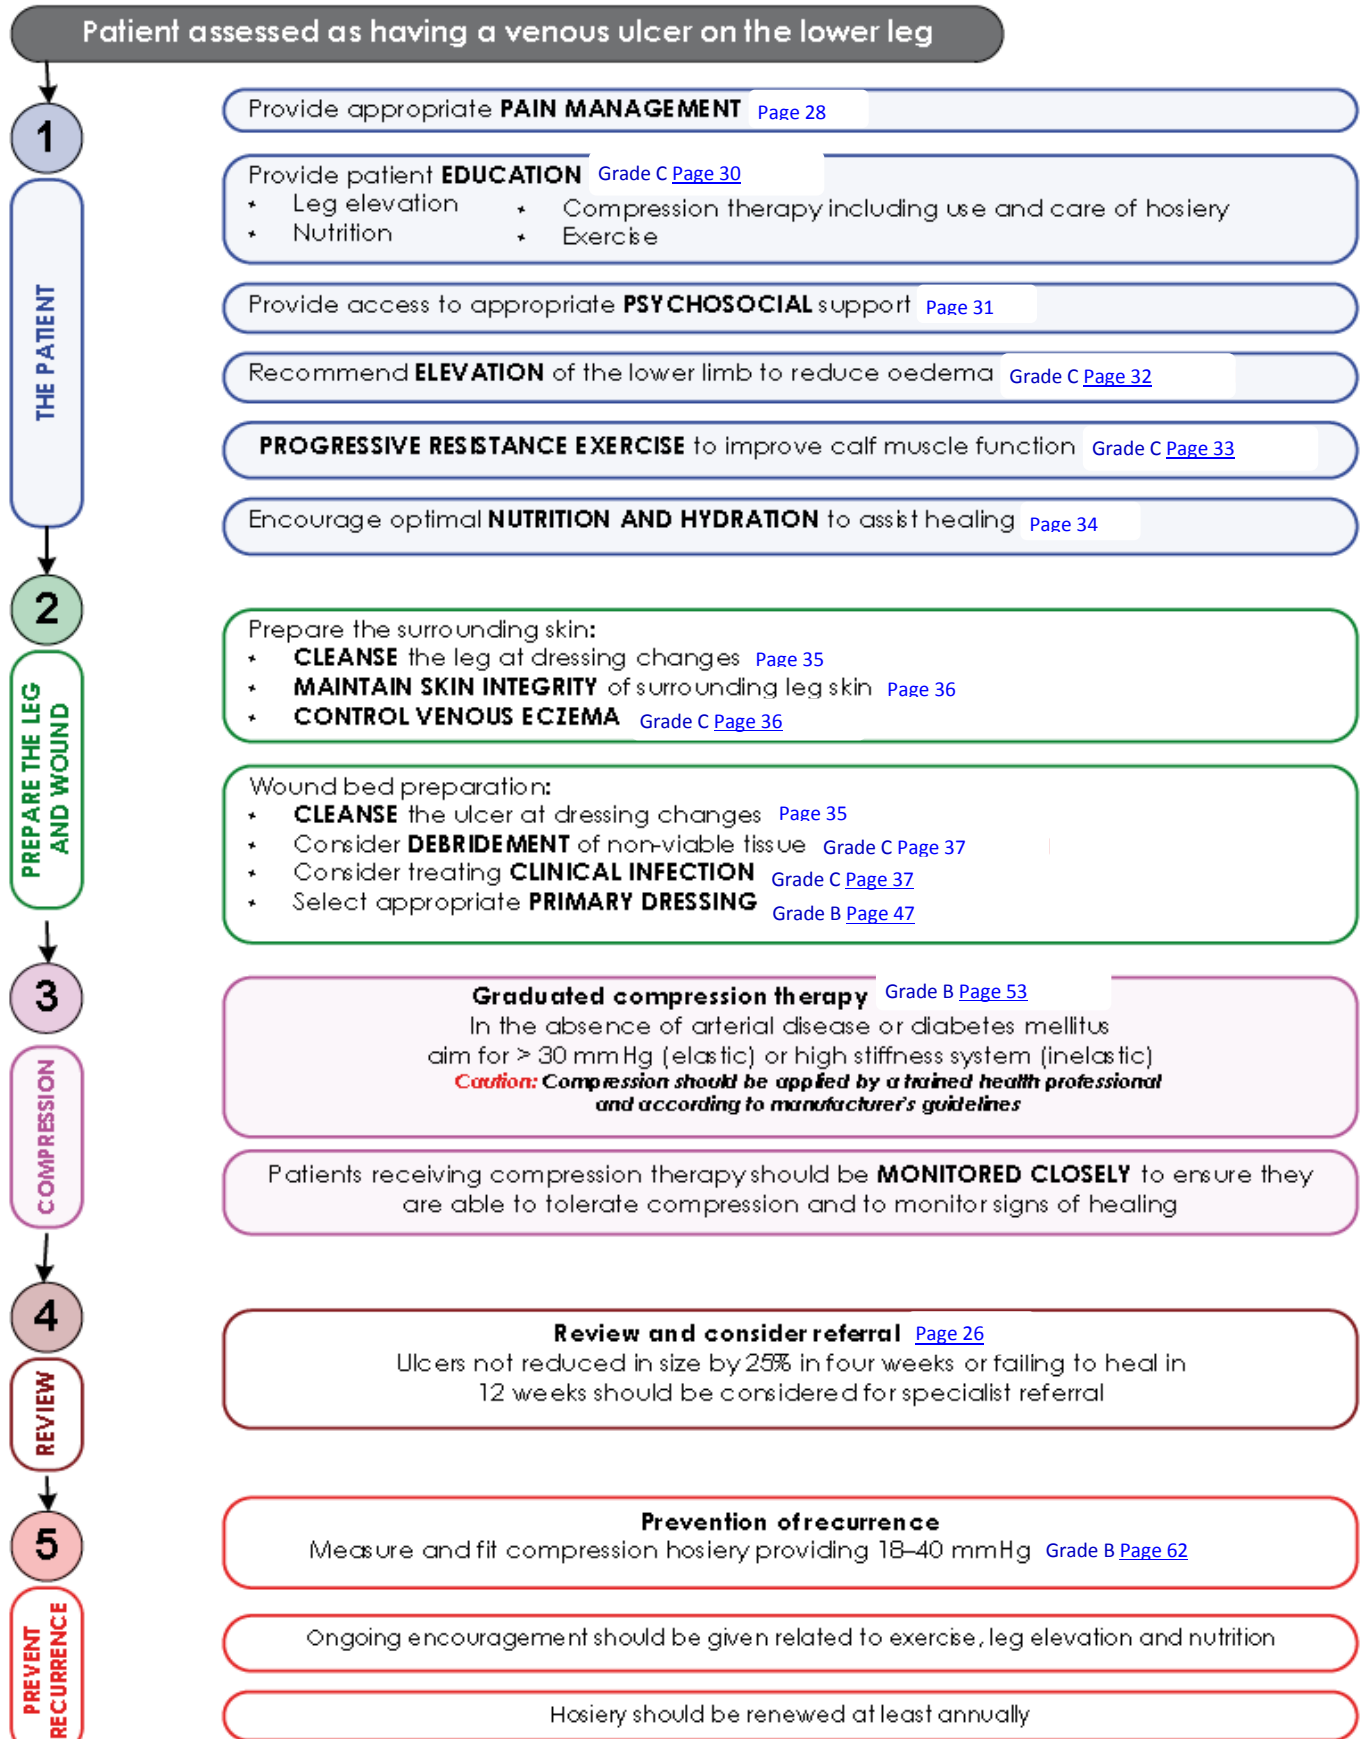 Patient assessed as having a venous ulcer on the lower leg
1
THE PATIENT
Provide appropriate PAIN MANAGEMENT Page 28
Provide patient EDUCATION Grade C Page 30
Leg elevation
Nutrition
Compression therapy including use and care of hosiery
Exercise
Provide access to appropriate PSYCHOSOCIAL support Page 31
Recommend ELEVATION of the lower limb to reduce oedema Grade C Page 32
PROGRESSIVE RESISTANCE EXERCISE to improve calf muscle function Grade C Page 33
Encourage optimal NUTRITION AND HYDRATION to assist healing Page 34
2
PREPARE THE LEG
AND WOUND
Prepare the surrounding skin:
CLEANSE the leg at dressing changes Page 35
MAINTAIN SKIN INTEGRITY of surrounding leg skin Page 36
CONTROL VENOUS ECZEMA Grade C Page 36
Wound bed preparation:
CLEANSE the ulcer at dressing changes Page 35
Consider DEBRIDEMENT of non-viable tissue Grade C Page 37
Consider treating CLINICAL INFECTION Grade C Page 37
Select appropriate PRIMARY DRESSING Grade B Page 47
3
COMPRESSION
Graduated compression therapy Grade B Page 53
In the absence of arterial disease or diabetes mellitus
aim for > 30 mmHg (elastic) or high stiffness system (inelastic)
Caution: Compression should be applied by a trained health professional
and according to manufacturer's guidelines
Patients receiving compression therapy should be MONITORED CLOSELY to ensure they
are able to tolerate compression and to monitor signs of healing
4
REVIEW
Review and consider referral Page 26
Ulcers not reduced in size by 25% in four weeks or failing to heal in
12 weeks should be considered for specialist referral
5
PREVENT
RECURRENCE
Prevention of recurrence
Measure and fit compression hosiery providing 18–40 mmHg Grade B Page 62
Ongoing encouragement should be given related to exercise, leg elevation and nutrition
Hosiery should be renewed at least annually